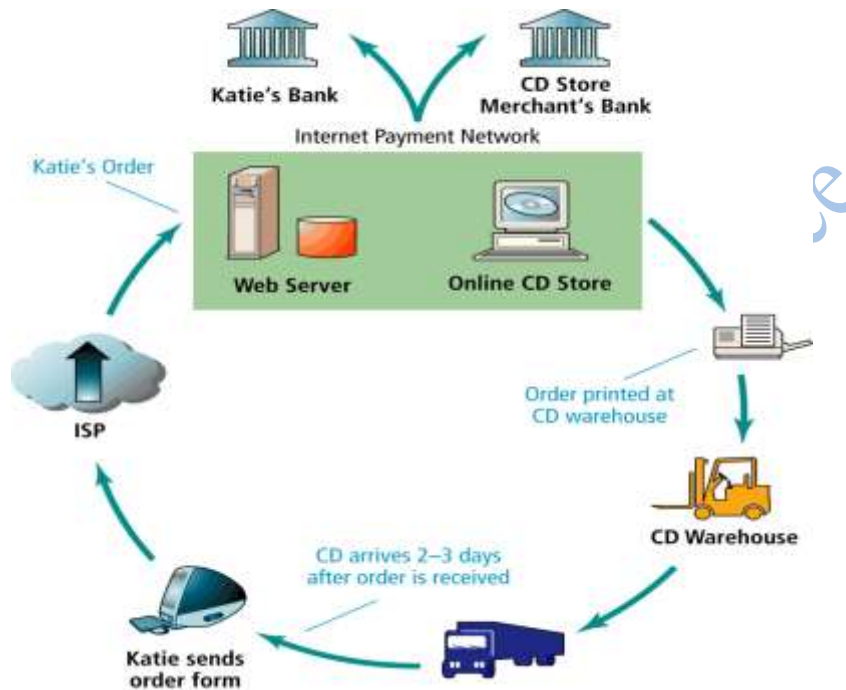 Katie's Bank
CD Store
Merchant's Bank
Internet Payment Network
Katie's Order
Web Server
Online CD Store
Order printed at
CD warehouse
ISP
CD Warehouse
CD arrives 2–3 days
after order is received
Katie sends
order form